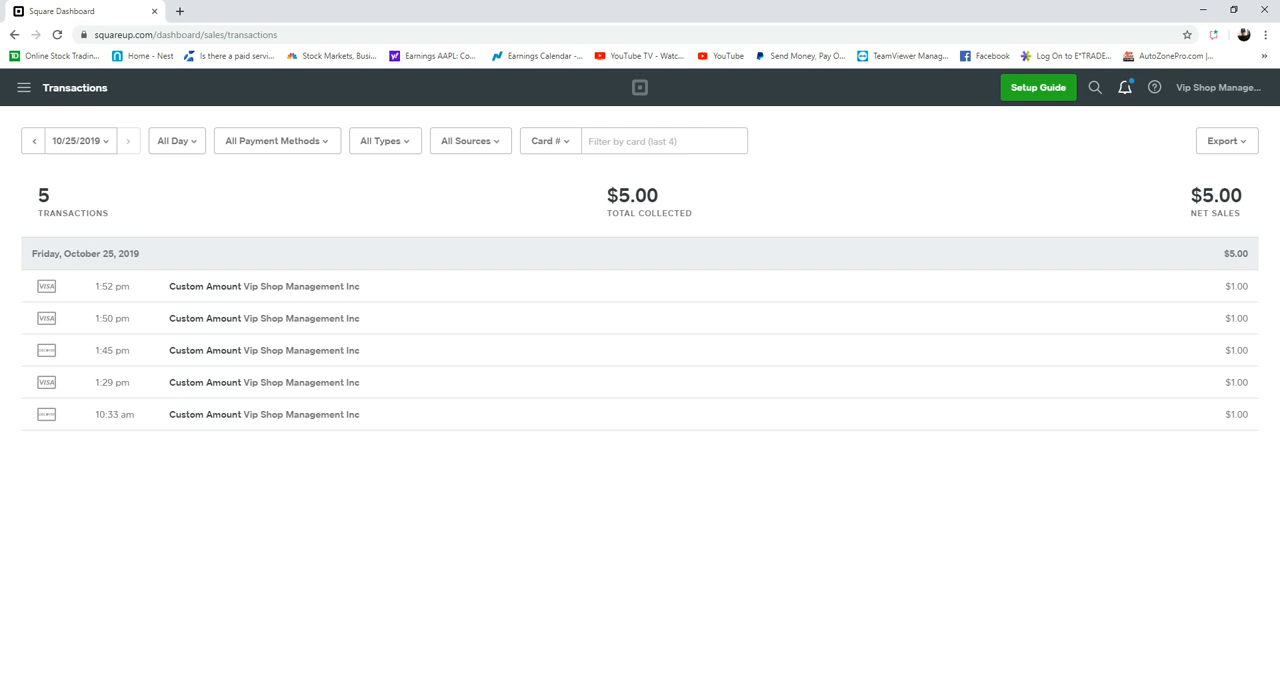 Square Dashboard
squareup.com/dashboard/sales/transactions
Online Stock Tradin... Home - Nest Is there a paid servi... Stock Markets, Busi... Earnings AAPL: Co... Earnings Calendar -... YouTube TV - Watc... YouTube Send Money, Pay O... TeamViewer Manag... Facebook Log On to E*TRADE... AutoZonePro.com |... »
Transactions Setup Guide Vip Shop Manage...
10/25/2019 All Day All Payment Methods All Types All Sources Card # Filter by card (last 4) Export
5 $5.00 $5.00
TRANSACTIONS TOTAL COLLECTED NET SALES
Friday, October 25, 2019 $5.00
VISA 1:52 pm Custom Amount Vip Shop Management Inc $1.00
VISA 1:50 pm Custom Amount Vip Shop Management Inc $1.00
1:45 pm Custom Amount Vip Shop Management Inc $1.00
VISA 1:29 pm Custom Amount Vip Shop Management Inc $1.00
10:33 am Custom Amount Vip Shop Management Inc $1.00